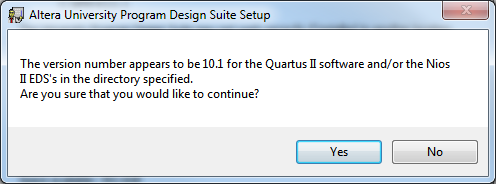 Altera University Program Design Suite Setup
The version number appears to be 10.1 for the Quartus II software and/or the Nios
II EDS's in the directory specified.
Are you sure that you would like to continue?
Yes
No